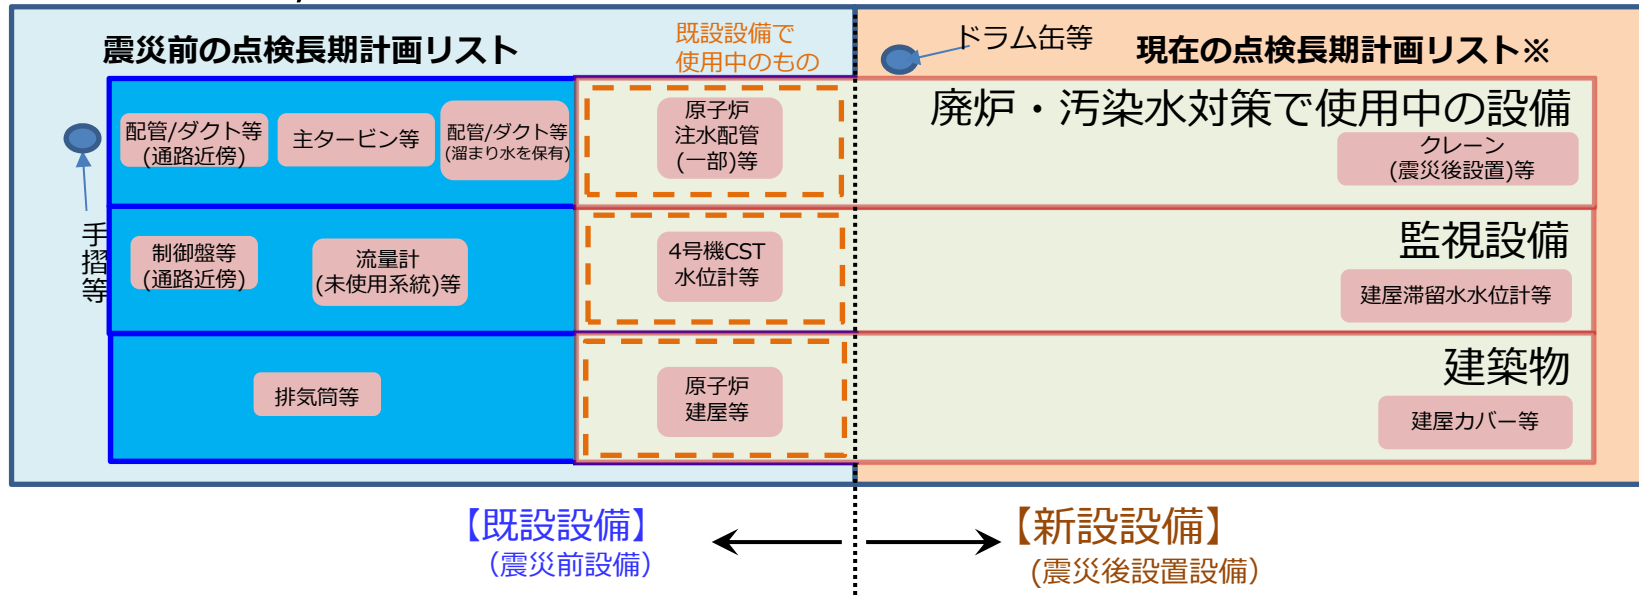 震災前の点検長期計画リスト
既設設備で
使用中のもの
ドラム缶等
現在の点検長期計画リスト※
手摺等
配管/ダクト等
(通路近傍)
主タービン等
配管/ダクト等
(溜まり水を保有)
原子炉
注水配管
(一部)等
廃炉・汚染水対策で使用中の設備
クレーン
(震災後設置)等
制御盤等
(通路近傍)
流量計
(未使用系統)等
4号機CST
水位計等
監視設備
建屋滞留水水位計等
排気筒等
原子炉
建屋等
建築物
建屋カバー等
【既設設備】
（震災前設備）
【新設設備】
(震災後設置設備）